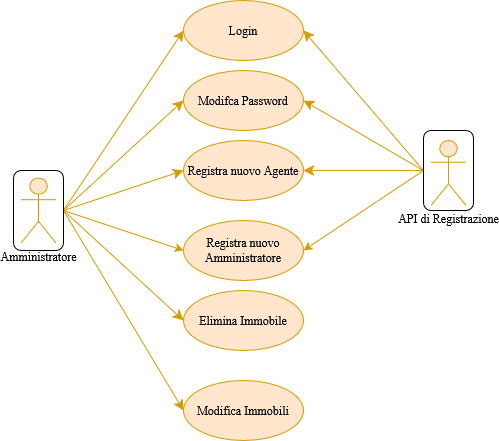 Login
Modifca Password
Registra nuovo Agente
API di Registrazione
Registra nuovo
Amministratore
Amministratore
Elimina Immobile
Modifica Immobili